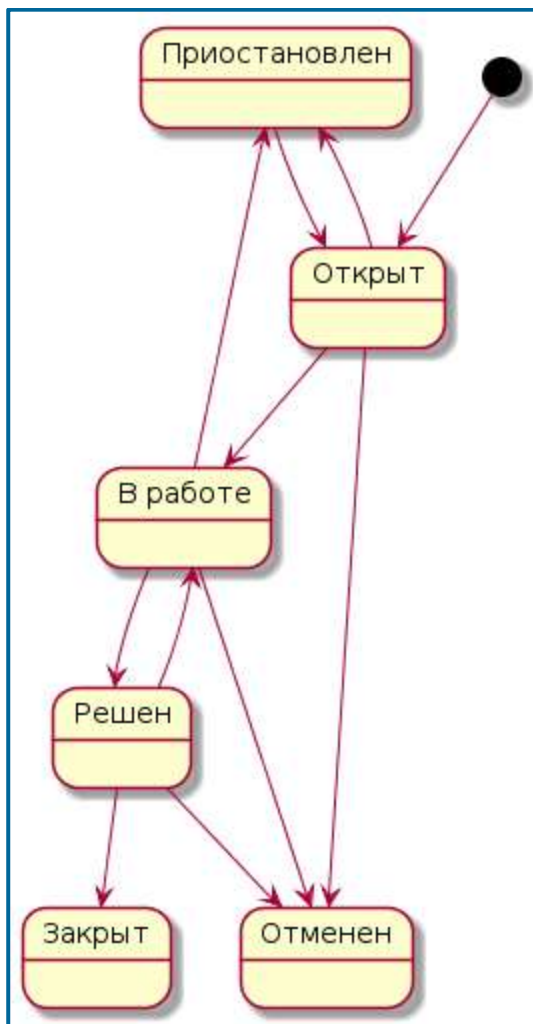 Приостановлен
Открыт
В работе
Решен
Закрыт
Отменен